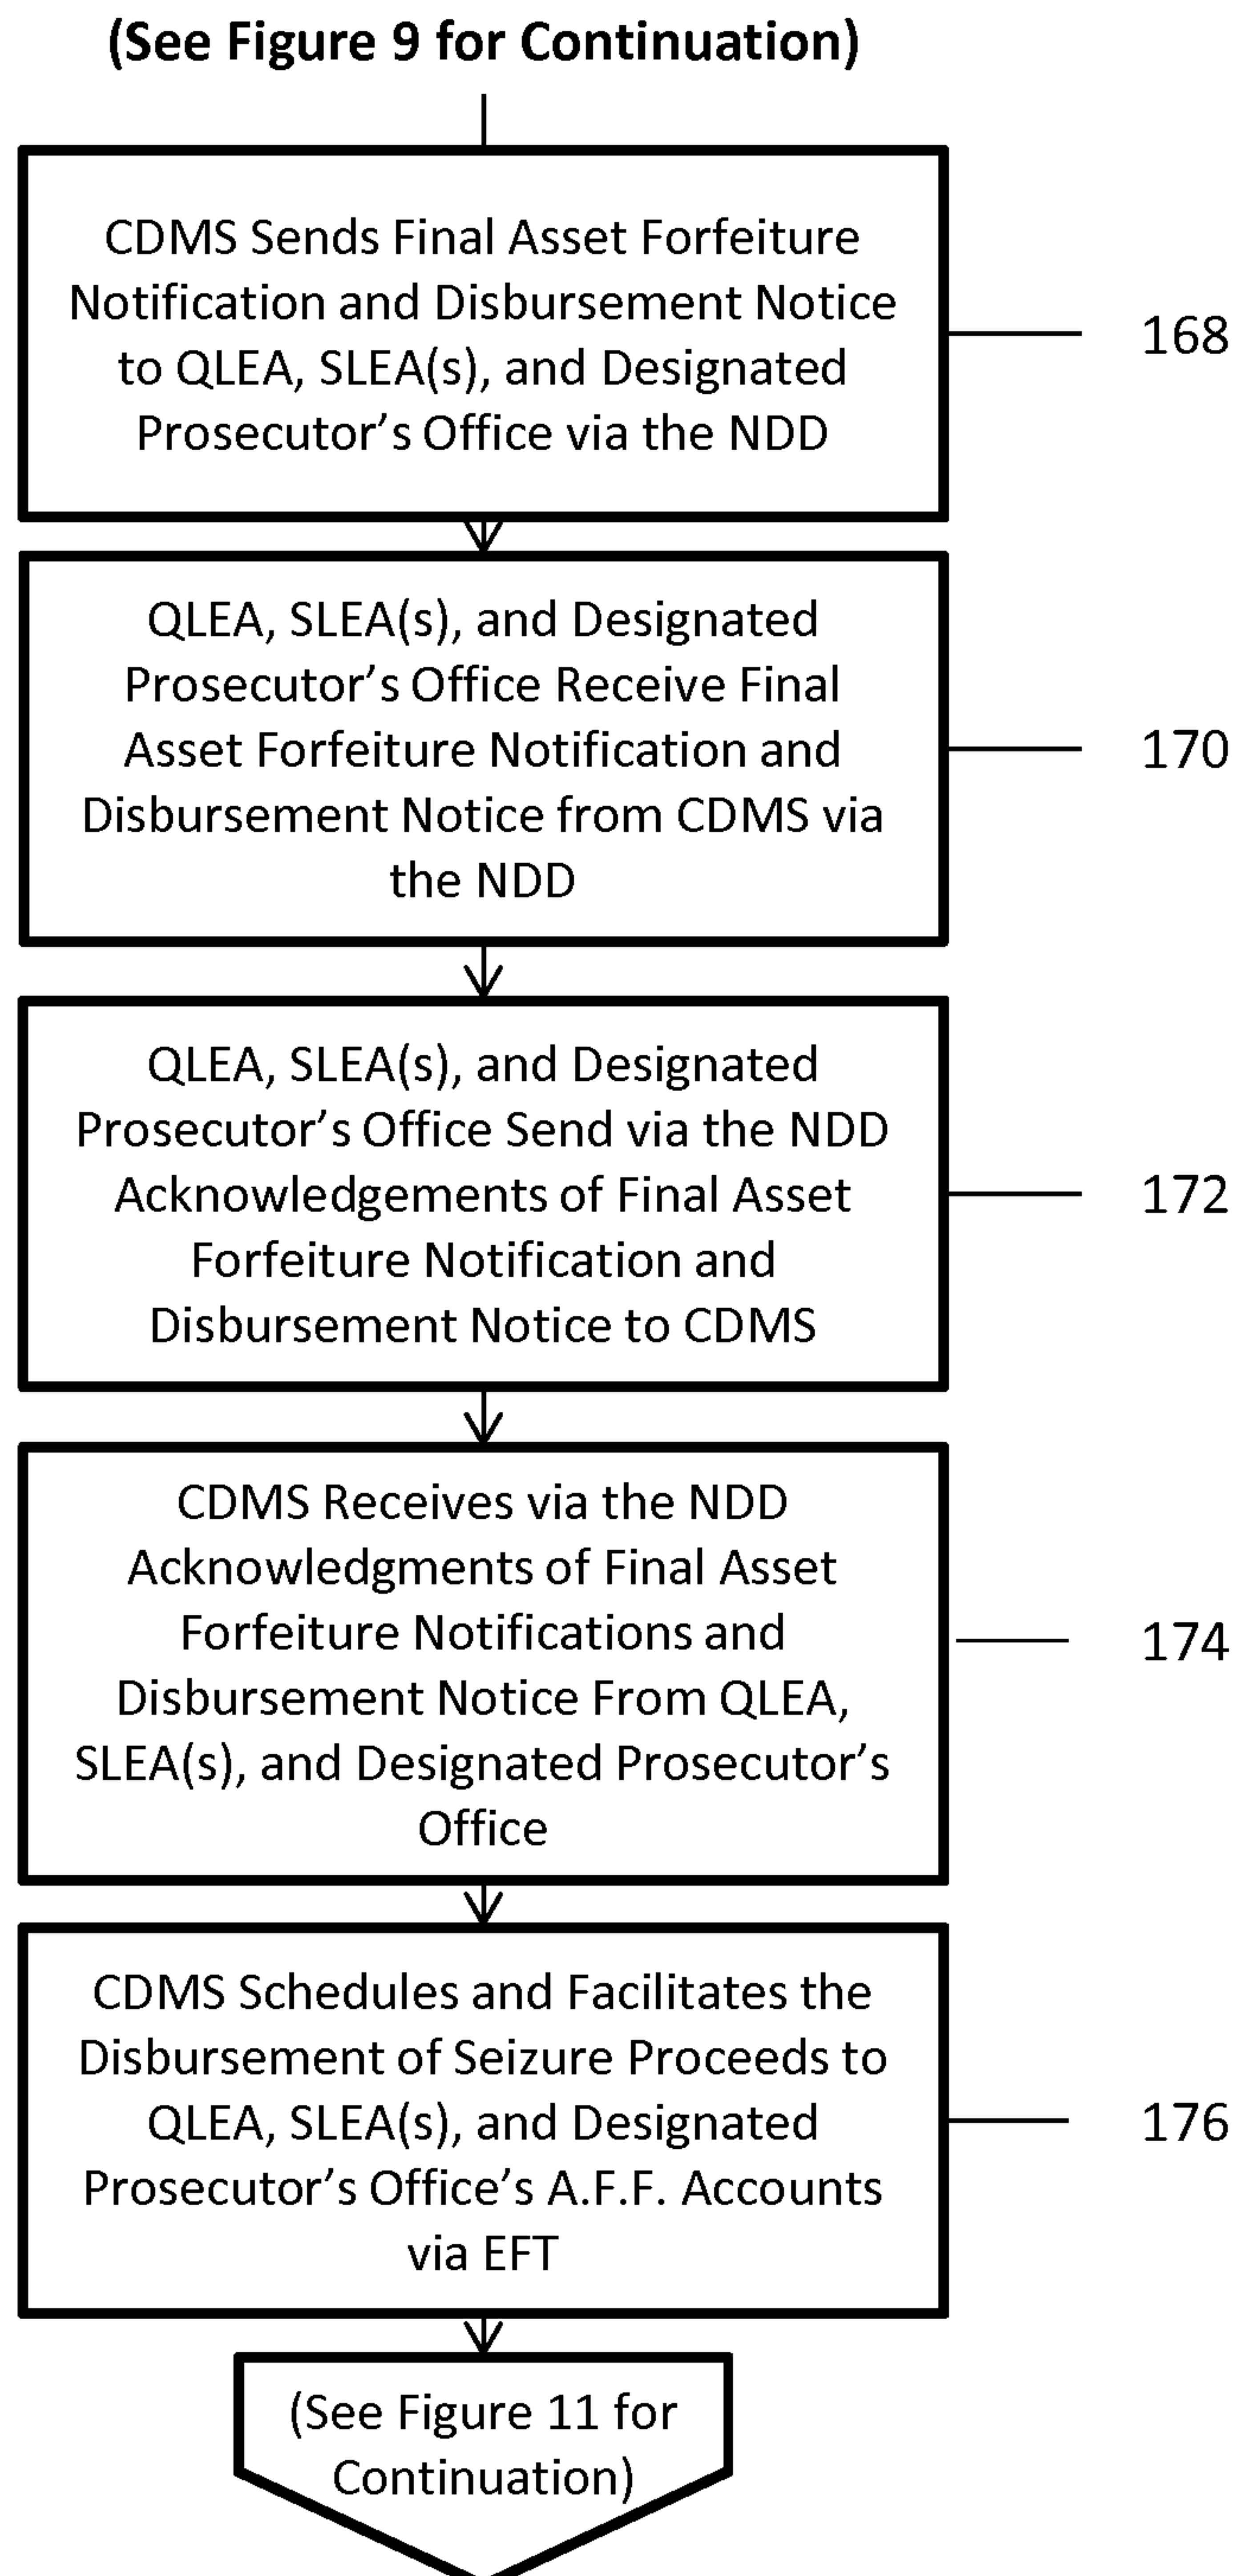 (See Figure 9 for Continuation)
CDMS Sends Final Asset Forfeiture
Notification and Disbursement Notice
to QLEA, SLEA(s), and Designated
Prosecutor’s Office via the NDD
168
QLEA, SLEA(s), and Designated
Prosecutor’s Office Receive Final
Asset Forfeiture Notification and
Disbursement Notice from CDMS via
the NDD
170
QLEA, SLEA(s), and Designated
Prosecutor’s Office Send via the NDD
Acknowledgements of Final Asset
Forfeiture Notification and
Disbursement Notice to CDMS
172
CDMS Receives via the NDD
Acknowledgments of Final Asset
Forfeiture Notifications and
Disbursement Notice From QLEA,
SLEA(s), and Designated Prosecutor’s
Office
174
CDMS Schedules and Facilitates the
Disbursement of Seizure Proceeds to
QLEA, SLEA(s), and Designated
Prosecutor’s Office’s A.F.F. Accounts
via EFT
176
(See Figure 11 for
Continuation)